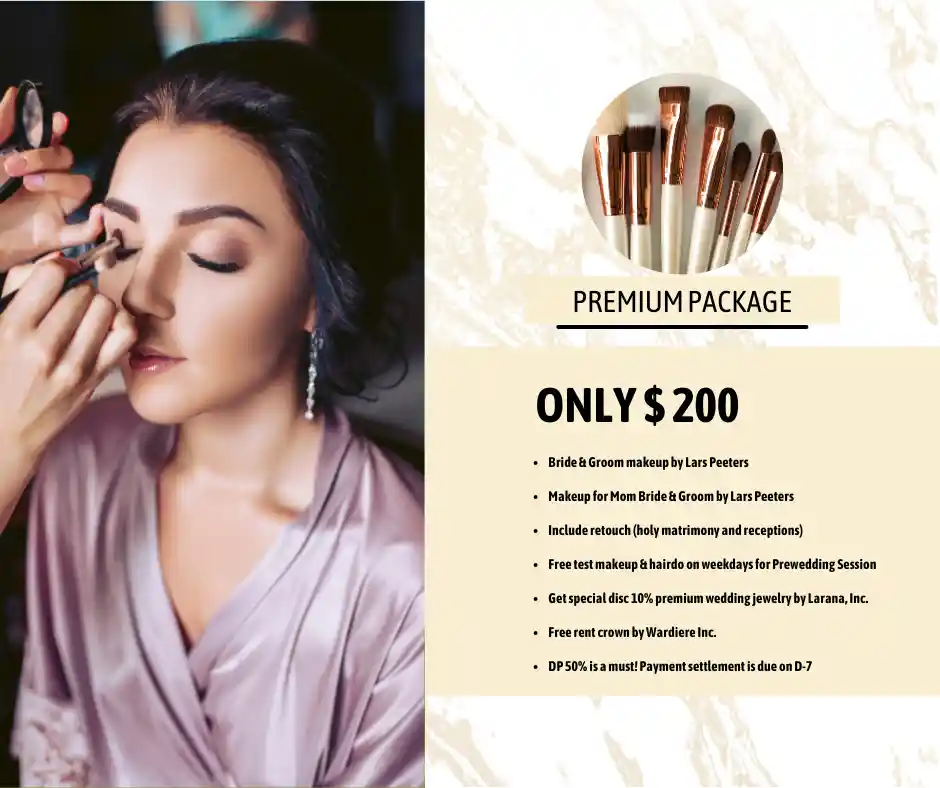 PREMIUM PACKAGE
ONLY $ 200
• Bride & Groom makeup by Lars Peeters
• Makeup for Mom Bride & Groom by Lars Peeters
• Include retouch (holy matrimony and receptions)
• Free test makeup & hairdo on weekdays for Prewedding Session
• Get special disc 10% premium wedding jewelry by Larana, Inc.
• Free rent crown by Wardiere Inc.
• DP 50% is a must! Payment settlement is due on D-7